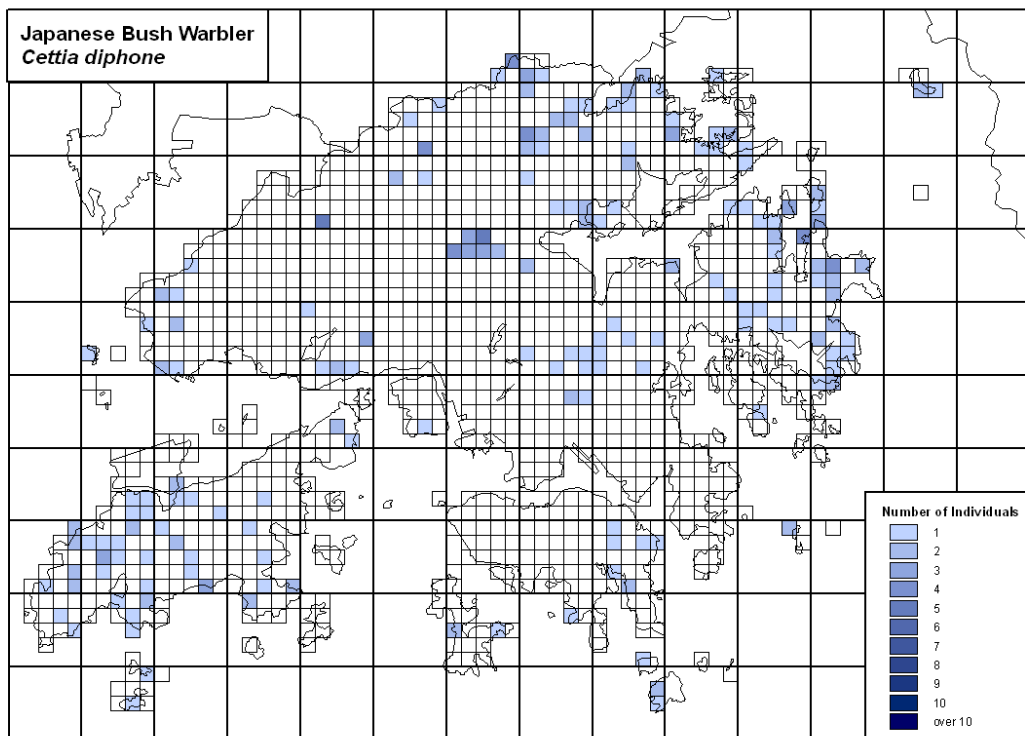 Japanese Bush Warbler
Cettia diphone
Number of Individuals
1
2
3
4
5
6
7
8
9
10
over 10